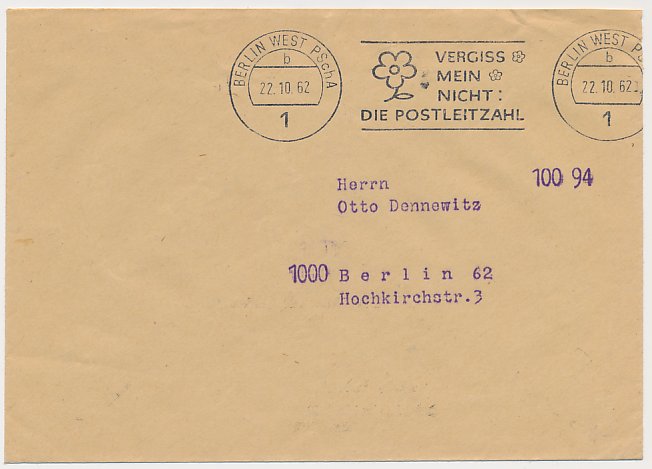 BERLIN WEST PSchA
b
22.10.62
1
VERGISS
MEIN
NICHT:
DIE POSTLEITZAHL
BERLIN WEST PS
b
22.10.62
1
Herrn
100 94
Otto Dennewitz
1000 Berlin 62
Hochkirchstr.3